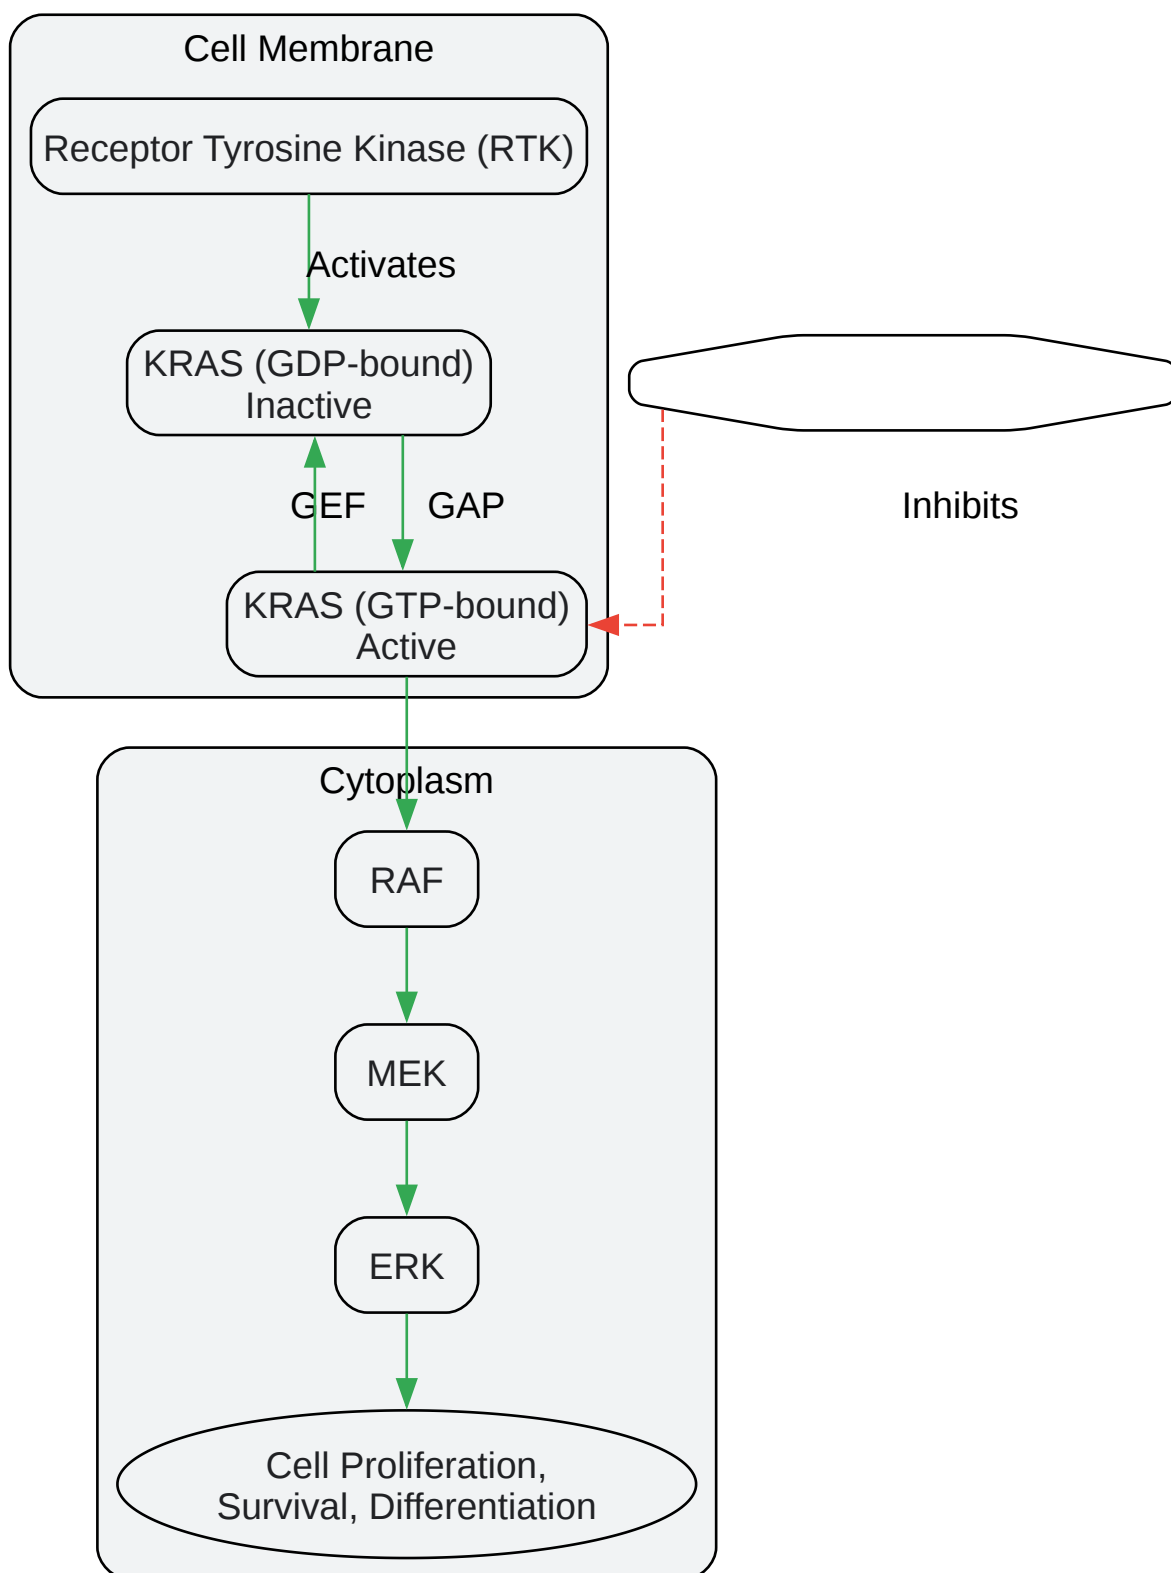 Cell Membrane
Receptor Tyrosine Kinase (RTK)
Activates
KRAS (GDP-bound)
Inactive
GEF
GAP
Inhibits
KRAS (GTP-bound)
Active
Cytoplasm
RAF
MEK
ERK
Cell Proliferation,
Survival, Differentiation